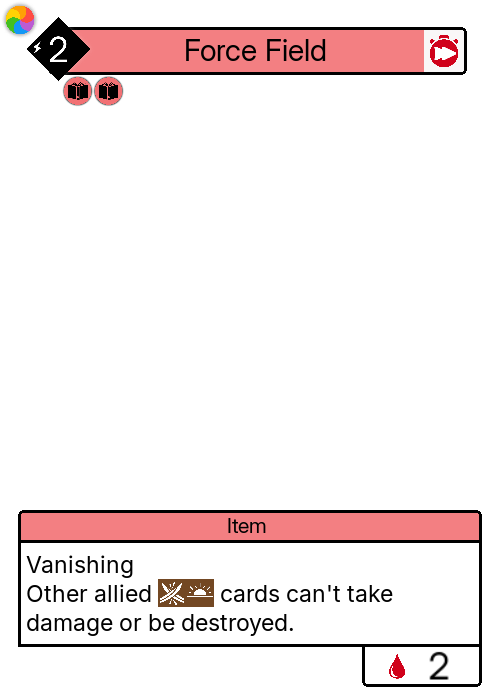 2
Force Field
Item
Vanishing
Other allied cards can't take
damage or be destroyed.
2